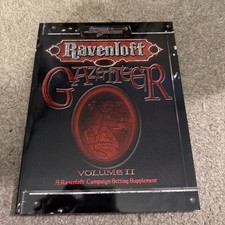 Ravenloft
Gazetteer
Volume II
A Ravenloft Campaign Setting Supplement